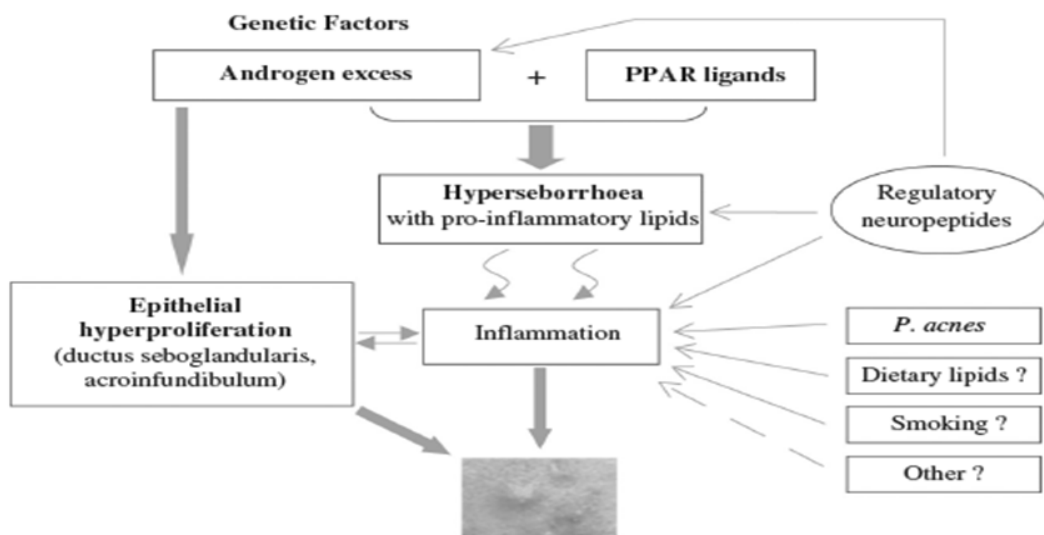 Genetic Factors
Androgen excess
+
PPAR ligands
Hyperseborrhoea
with pro-inflammatory lipids
Regulatory
neuropeptides
Epithelial
hyperproliferation
(ductus seboglandularis,
acroinfundibulum)
Inflammation
P. acnes
Dietary lipids ?
Smoking ?
Other ?